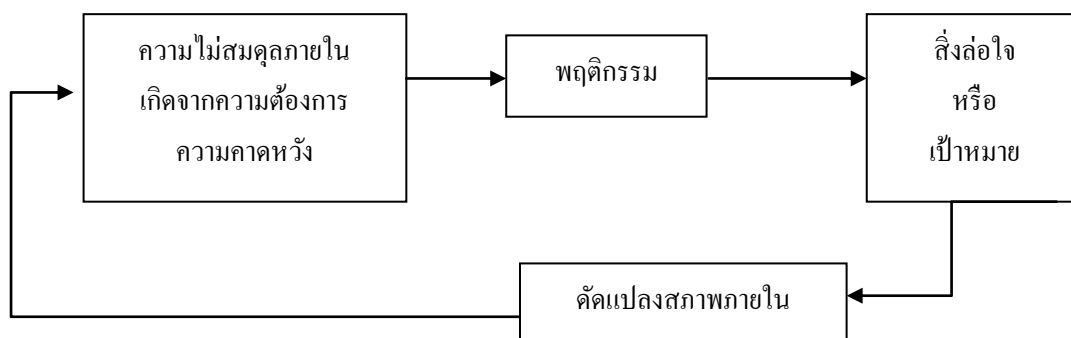 ความไม่สมดุลภายใน
เกิดจากความต้องการ
ความคาดหวัง
พฤติกรรม
สิ่งล่อใจ
หรือ
เป้าหมาย
ดัดแปลงสภาพภายใน